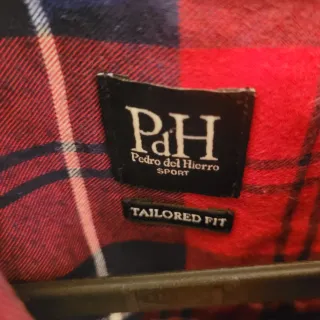 PdH
Pedro del Hierro
SPORT
TAILORED FIT